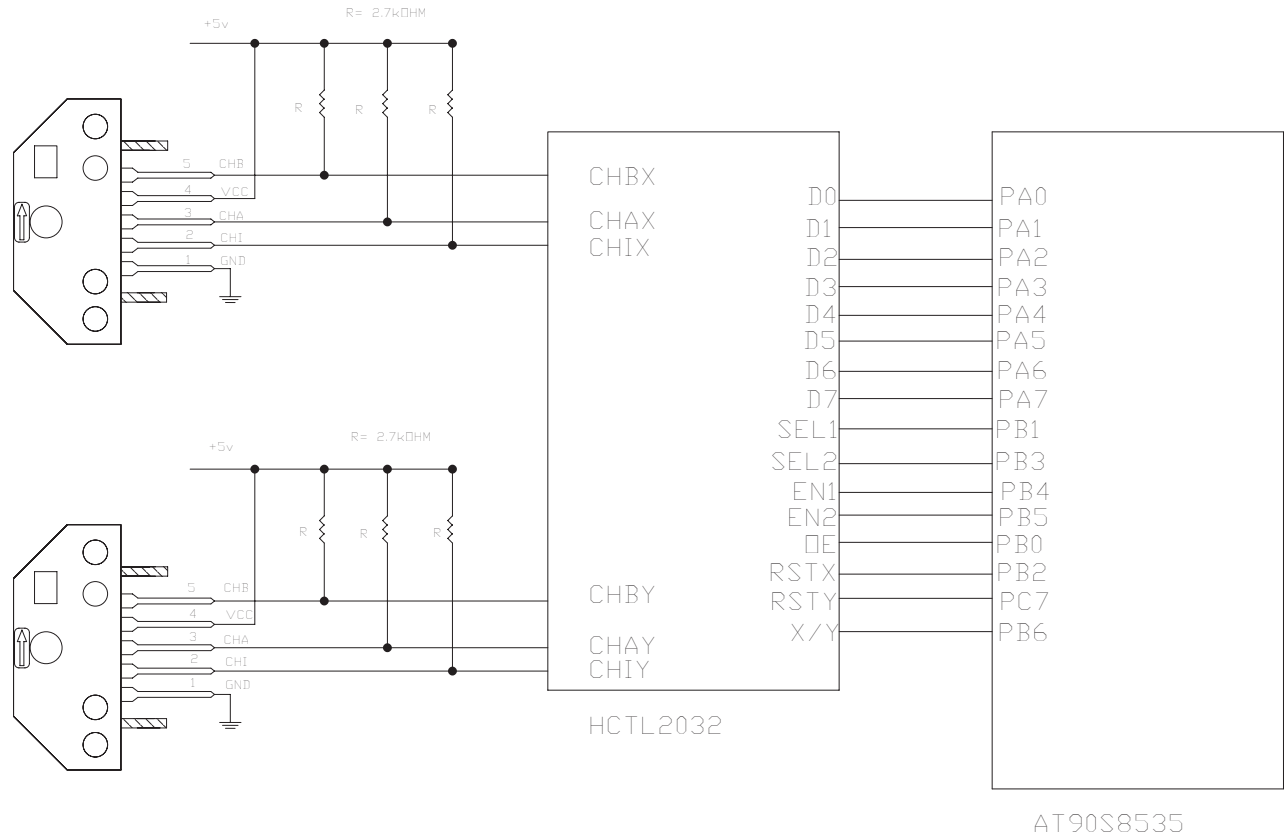 R= 2.7kOHM
+5v
R R R
5 CHB
4 VCC
3 CHA
2 CHI
1 GND
CHBX
CHAX
CHIX
D0 PA0
D1 PA1
D2 PA2
D3 PA3
D4 PA4
D5 PA5
D6 PA6
D7 PA7
SEL1 PB1
SEL2 PB3
EN1 PB4
EN2 PB5
OE PB0
RSTX PB2
RSTY PC7
X/Y PB6
R= 2.7kOHM
+5v
R R R
5 CHB
4 VCC
3 CHA
2 CHI
1 GND
CHBY
CHAY
CHIY
HCTL2032
AT90S8535